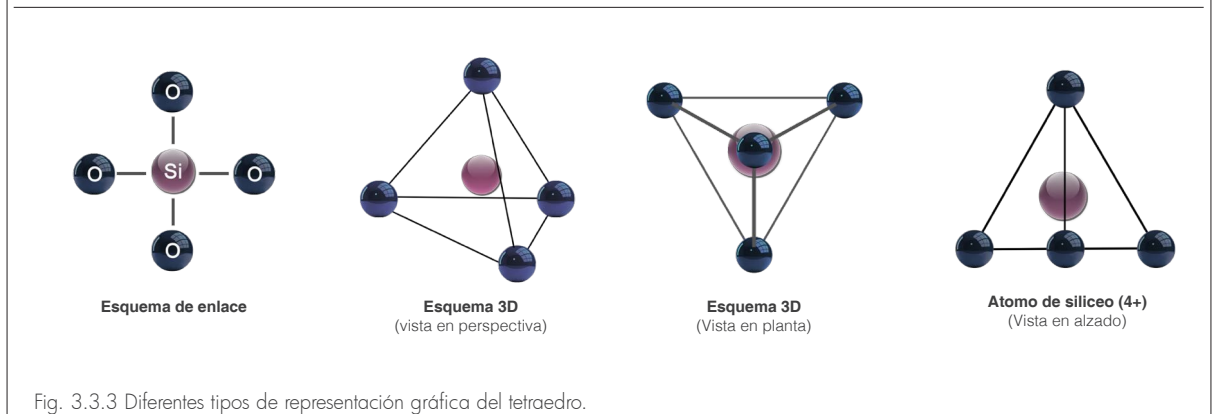 O
O Si O
O
Esquema de enlace
Esquema 3D
(vista en perspectiva)
Esquema 3D
(Vista en planta)
Atomo de siliceo (4+)
(Vista en alzado)
Fig. 3.3.3 Diferentes tipos de representación gráfica del tetraedro.